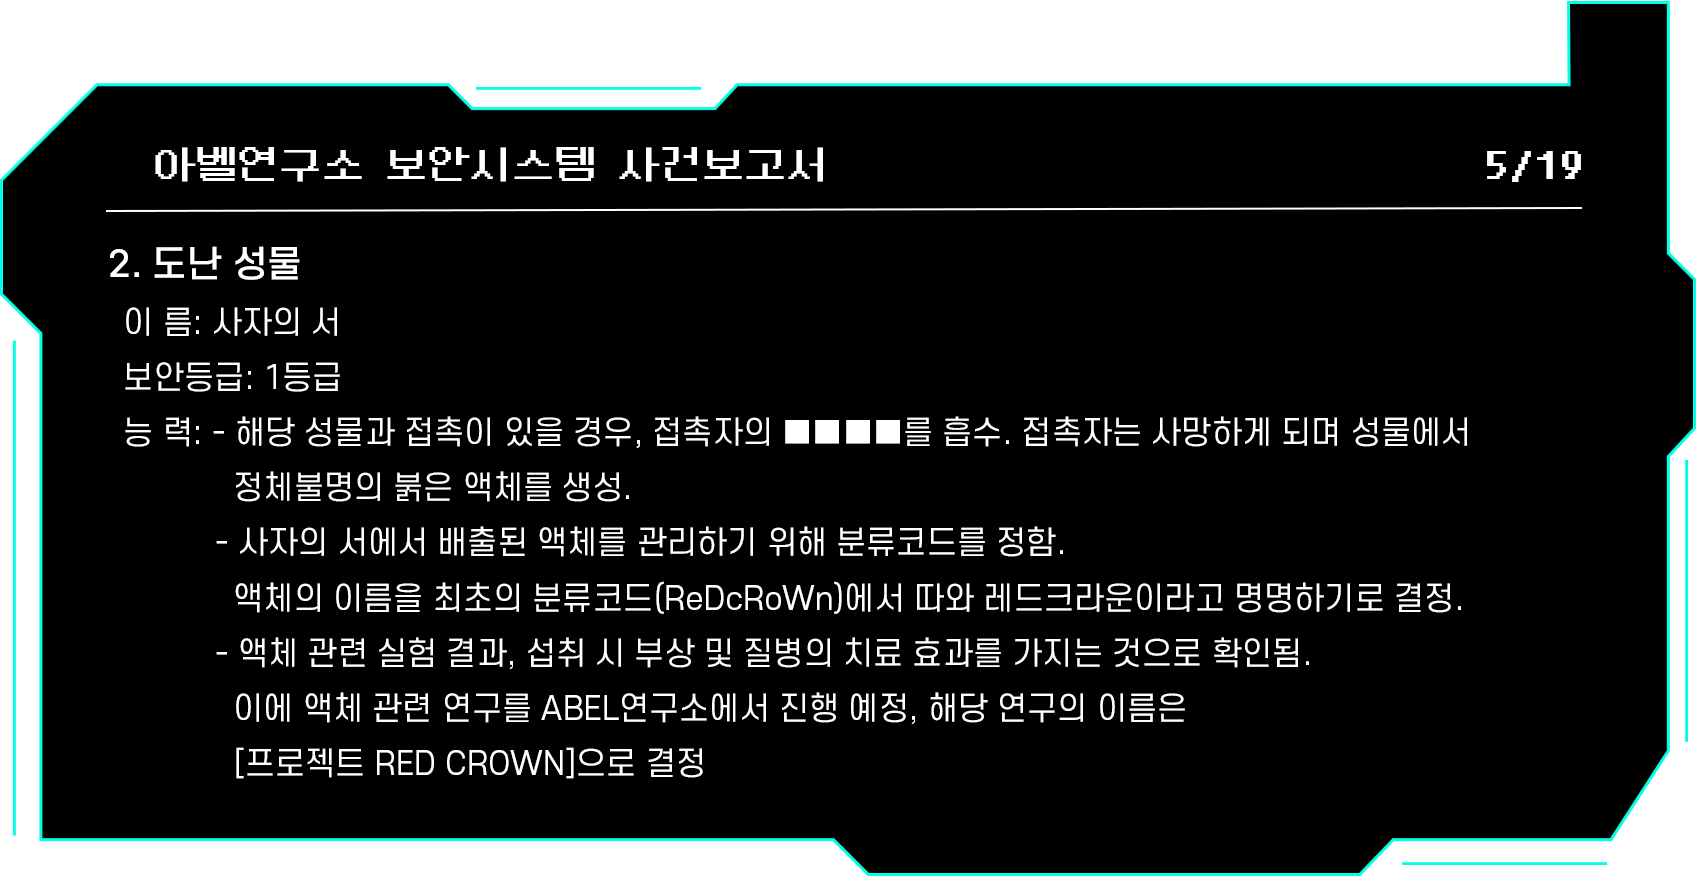 아벨연구소 보안시스템 사건보고서 5/19
2. 도난 성물
이 름: 사자의 서
보안등급: 1등급
능 력: - 해당 성물과 접촉이 있을 경우, 접촉자의 ■■■■를 흡수. 접촉자는 사망하게 되며 성물에서
정체불명의 붉은 액체를 생성.
- 사자의 서에서 배출된 액체를 관리하기 위해 분류코드를 정함.
액체의 이름을 최초의 분류코드(ReDcRoWn)에서 따와 레드크라운이라고 명명하기로 결정.
- 액체 관련 실험 결과, 섭취 시 부상 및 질병의 치료 효과를 가지는 것으로 확인됨.
이에 액체 관련 연구를 ABEL연구소에서 진행 예정, 해당 연구의 이름은
[프로젝트 RED CROWN]으로 결정